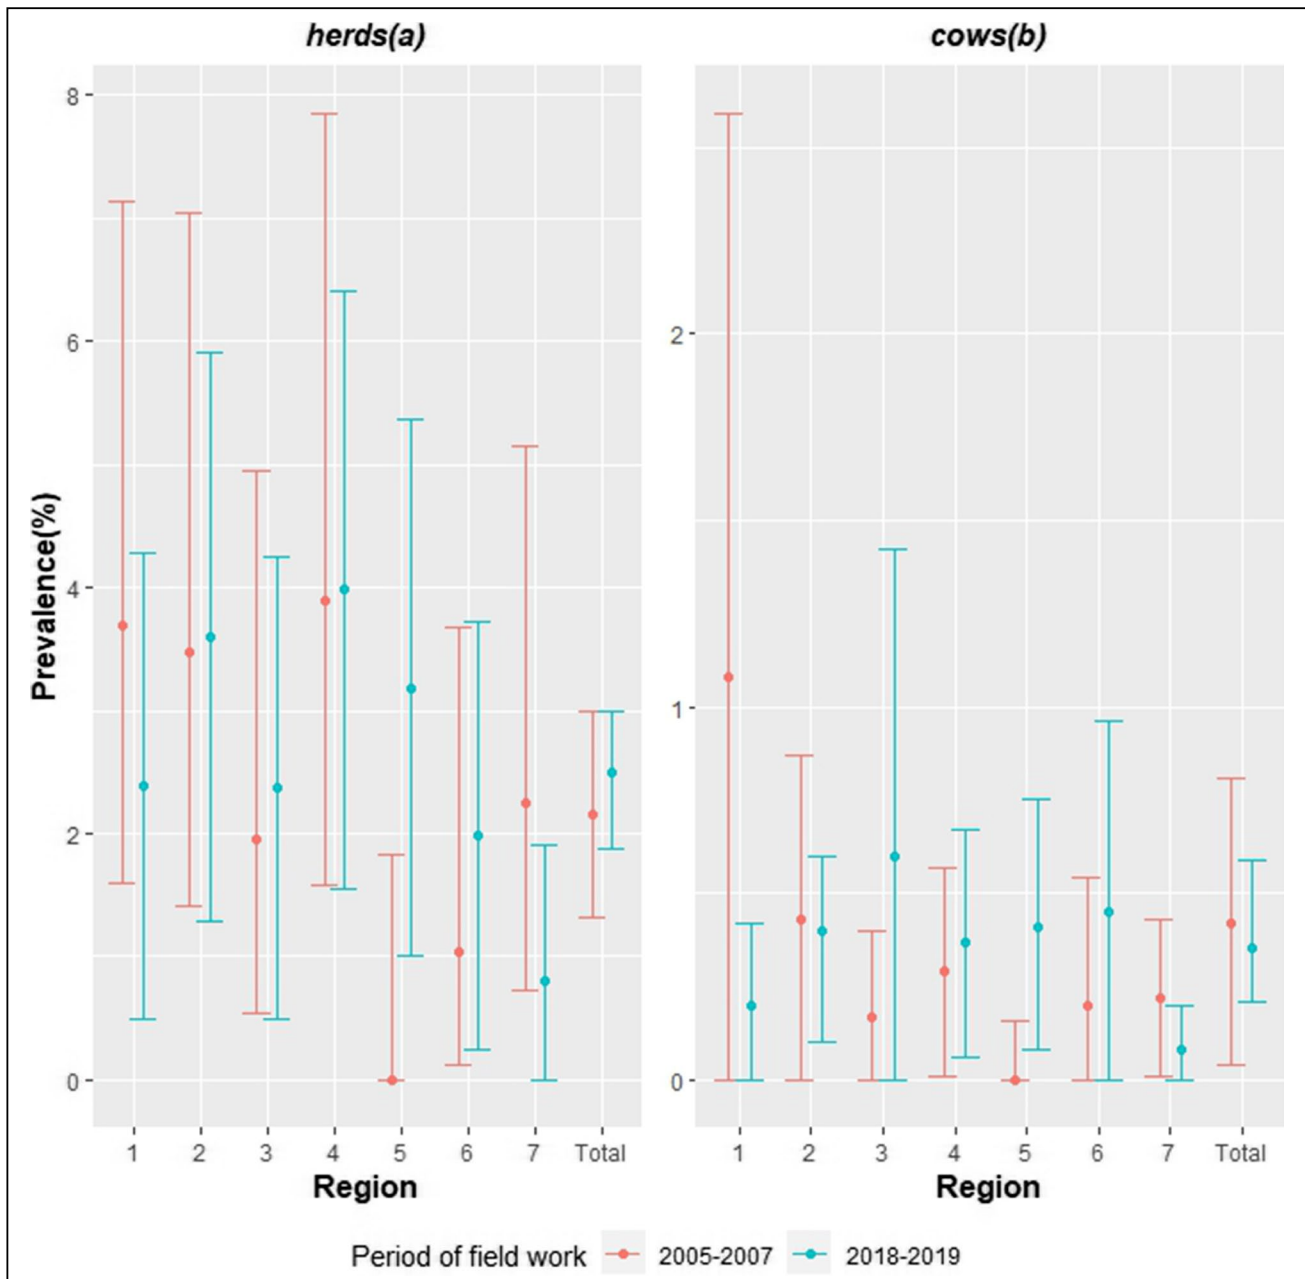 herds(a)
cows(b)
Prevalence(%)
8
6
4
2
0
2
1
0
1 2 3 4 5 6 7 Total
1 2 3 4 5 6 7 Total
Region
Region
Period of field work 2005-2007 2018-2019